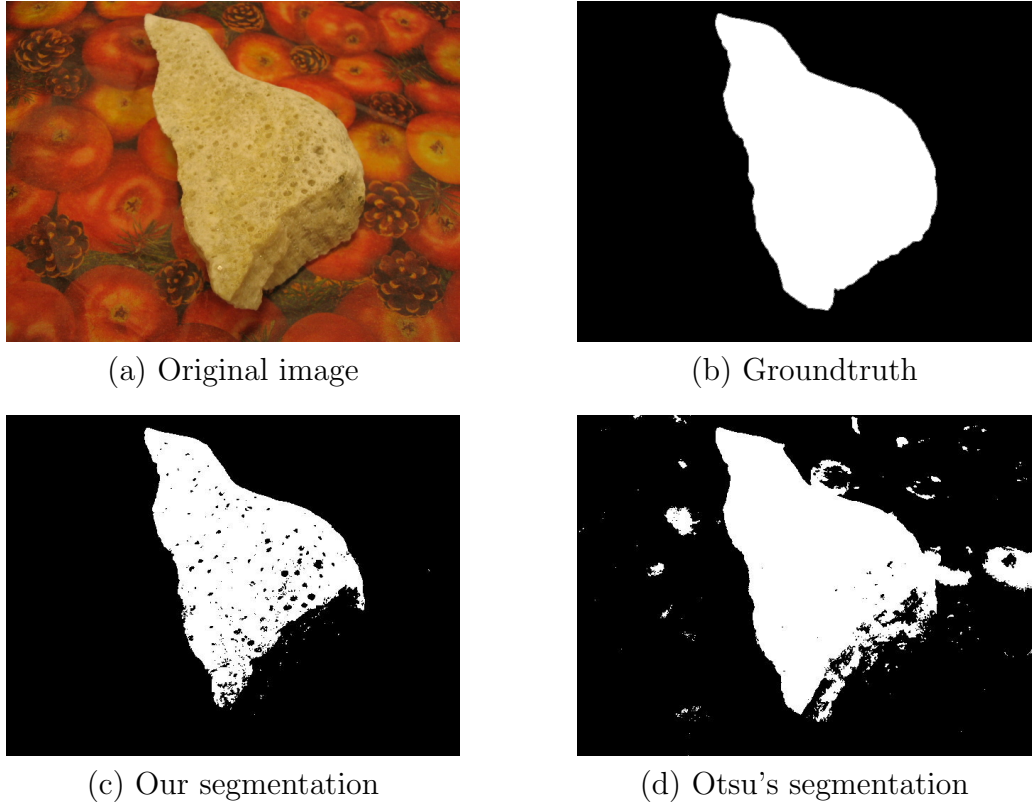 (a) Original image
(b) Groundtruth
(c) Our segmentation
(d) Otsu's segmentation